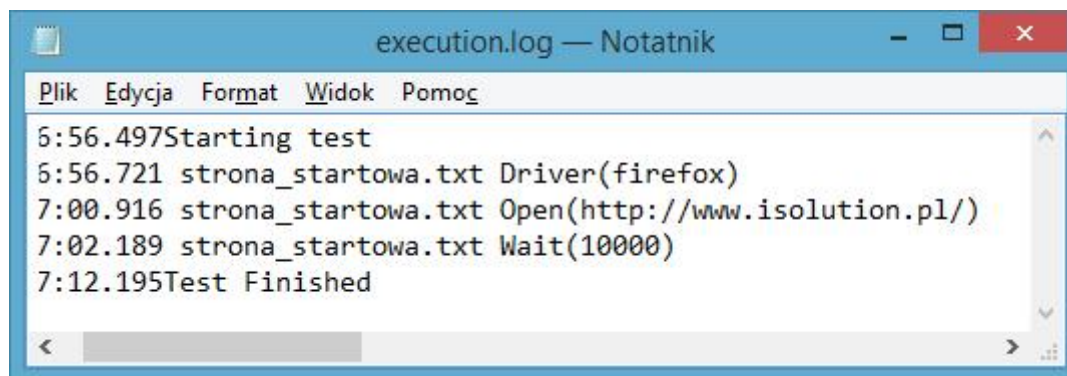 execution.log — Notatnik
Plik Edycja Format Widok Pomoc
6:56.497Starting test
6:56.721 strona_startowa.txt Driver(firefox)
7:00.916 strona_startowa.txt Open(http://www.isolution.pl/)
7:02.189 strona_startowa.txt Wait(10000)
7:12.195Test Finished